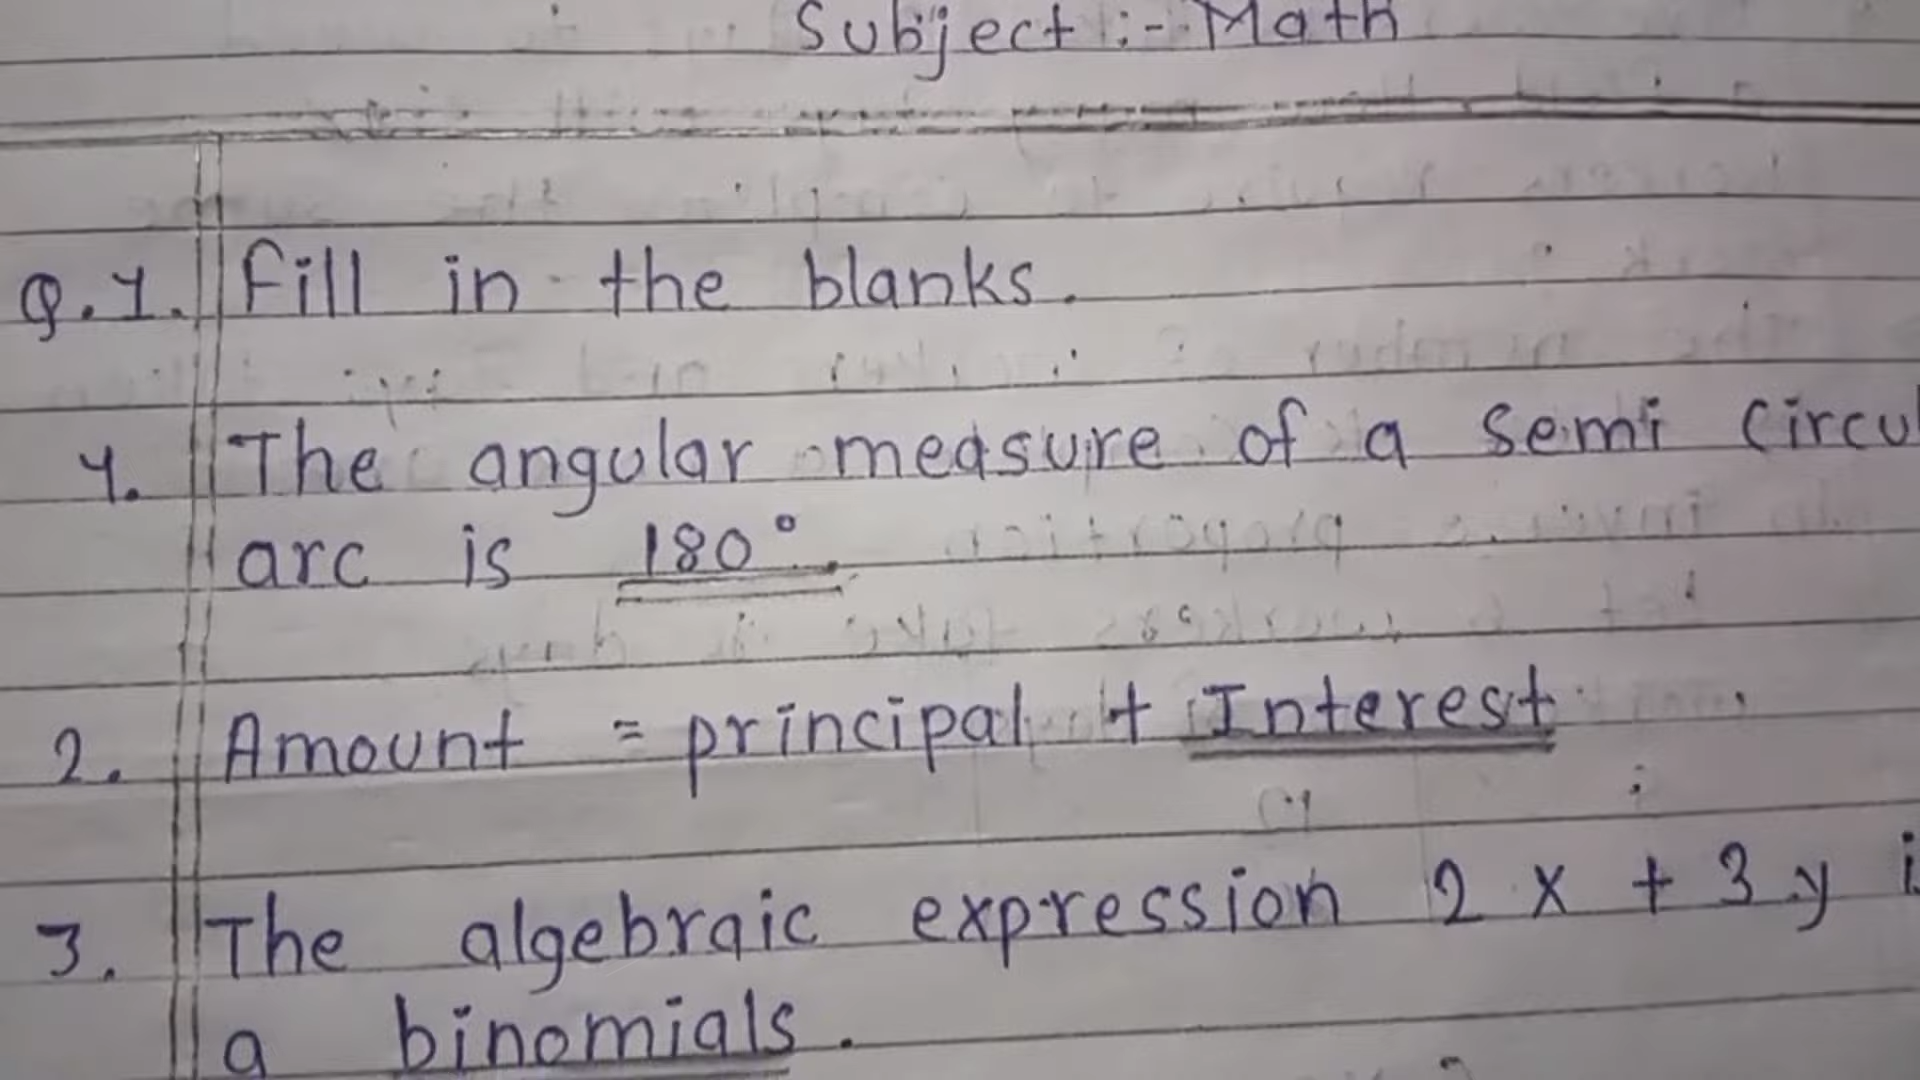 Subject :- Math
Q.1. Fill in the blanks.
1. The angular measure of a semi circul
arc is 180°.
2. Amount = principal + Interest
3. The algebraic expression 2x + 3y i
a binomials.